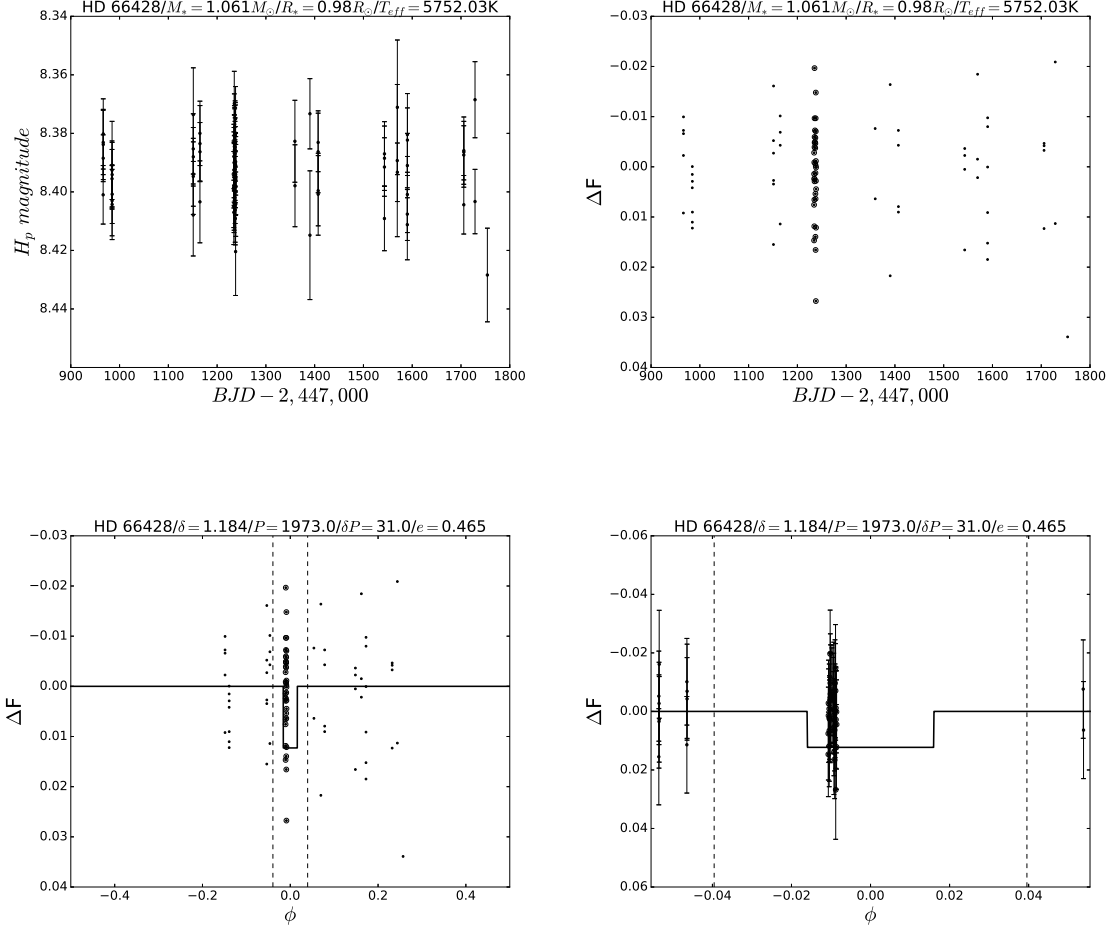 HD 66428/M∗ = 1.061M⊙/R∗ = 0.98R⊙/Teff = 5752.03K
8.34
8.36
8.38
8.40
8.42
8.44
Hp magnitude
900 1000 1100 1200 1300 1400 1500 1600 1700 1800
BJD − 2,447,000
HD 66428/M∗ = 1.061M⊙/R∗ = 0.98R⊙/Teff = 5752.03K
−0.03
−0.02
−0.01
0.00
0.01
0.02
0.03
0.04
ΔF
900 1000 1100 1200 1300 1400 1500 1600 1700 1800
BJD − 2,447,000
HD 66428/δ = 1.184/P = 1973.0/δP = 31.0/e = 0.465
−0.03
−0.02
−0.01
0.00
0.01
0.02
0.03
0.04
ΔF
−0.4 −0.2 0.0 0.2 0.4
ϕ
HD 66428/δ = 1.184/P = 1973.0/δP = 31.0/e = 0.465
−0.06
−0.04
−0.02
0.00
0.02
0.04
0.06
ΔF
−0.04 −0.02 0.00 0.02 0.04
ϕ